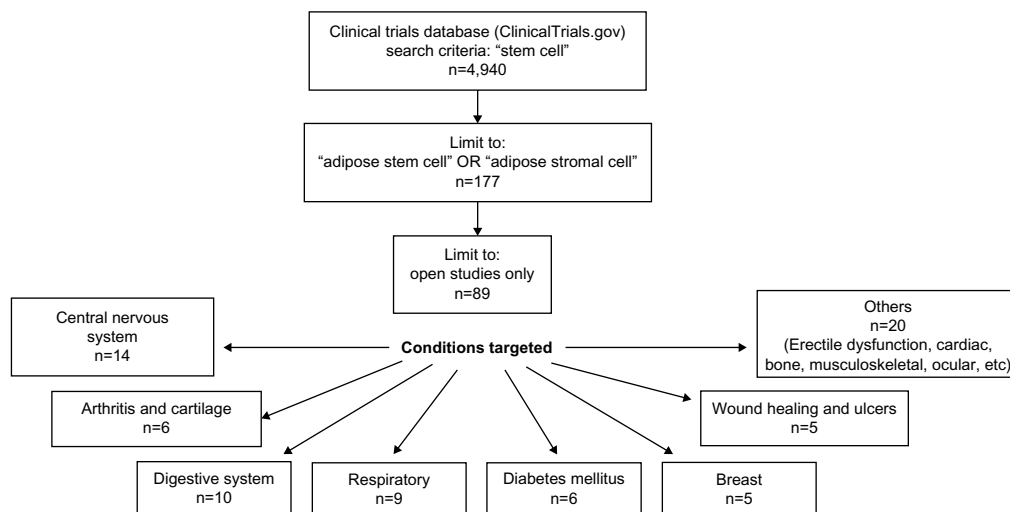 Clinical trials database (ClinicalTrials.gov)
search criteria: “stem cell”
n=4,940
Limit to:
“adipose stem cell” OR “adipose stromal cell”
n=177
Limit to:
open studies only
n=89
Central nervous
system
n=14
Conditions targeted
Others
n=20
(Erectile dysfunction, cardiac,
bone, musculoskeletal, ocular, etc)
Arthritis and cartilage
n=6
Wound healing and ulcers
n=5
Digestive system
n=10
Respiratory
n=9
Diabetes mellitus
n=6
Breast
n=5